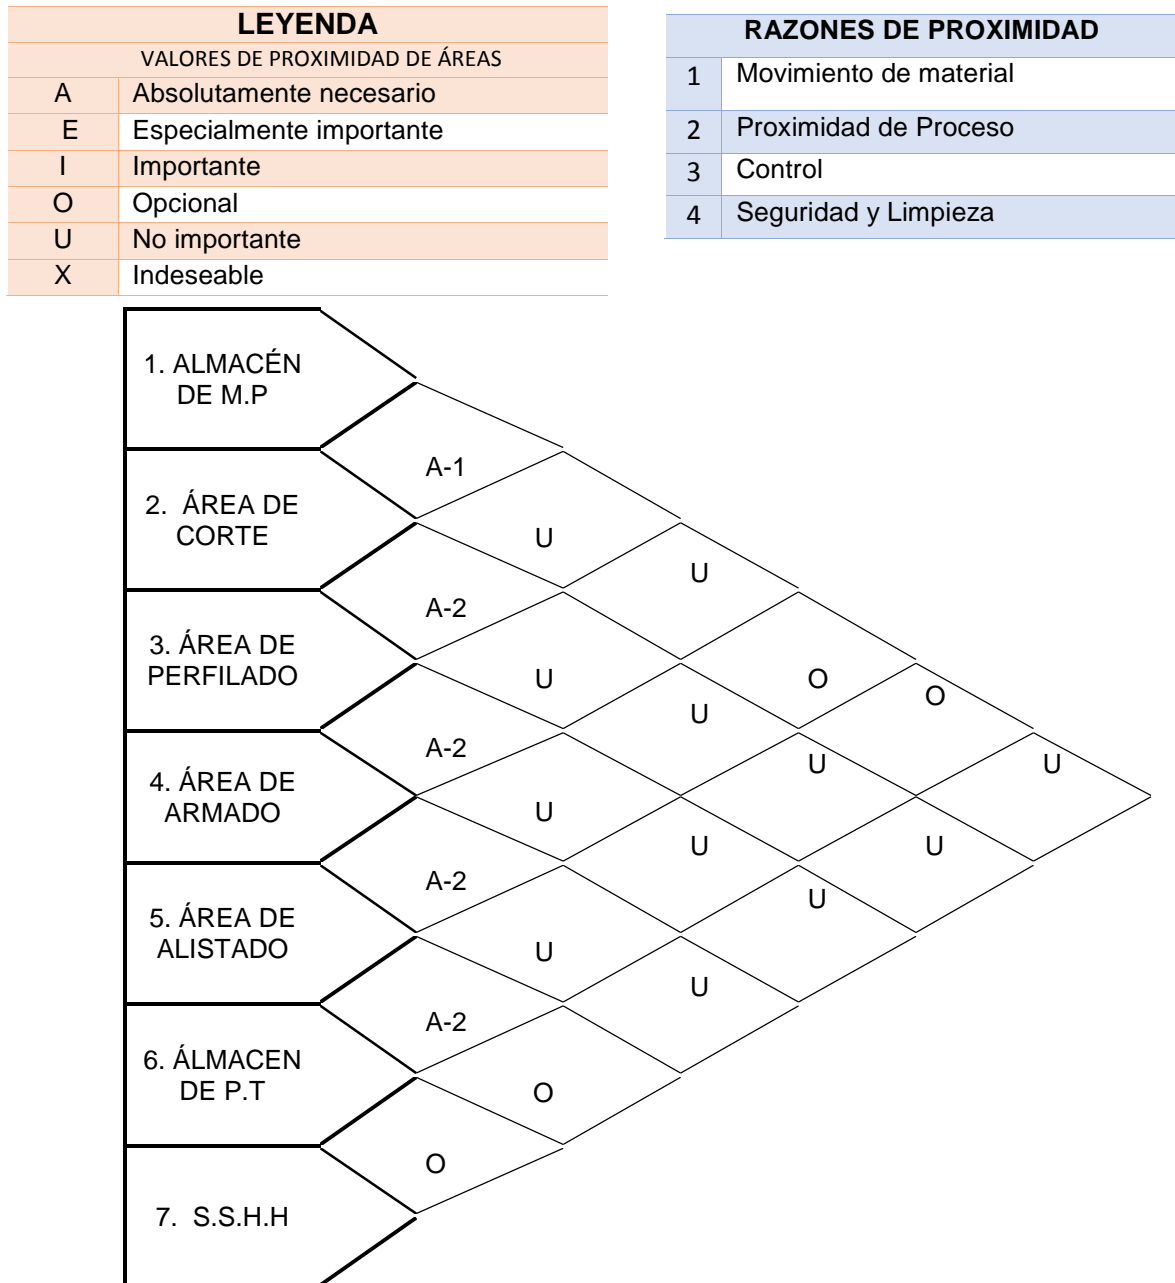 LEYENDA
VALORES DE PROXIMIDAD DE ÁREAS
A Absolutamente necesario
E Especialmente importante
I Importante
O Opcional
U No importante
X Indeseable
RAZONES DE PROXIMIDAD
1 Movimiento de material
2 Proximidad de Proceso
3 Control
4 Seguridad y Limpieza
1. ALMACÉN
DE M.P
A-1
2. ÁREA DE
CORTE
U
U
A-2
3. ÁREA DE
PERFILADO
U
O
O
U
A-2
U
U
4. ÁREA DE
ARMADO
U
U
U
A-2
U
5. ÁREA DE
ALISTADO
U
U
A-2
6. ÁLMACEN
DE P.T
O
O
7. S.S.H.H